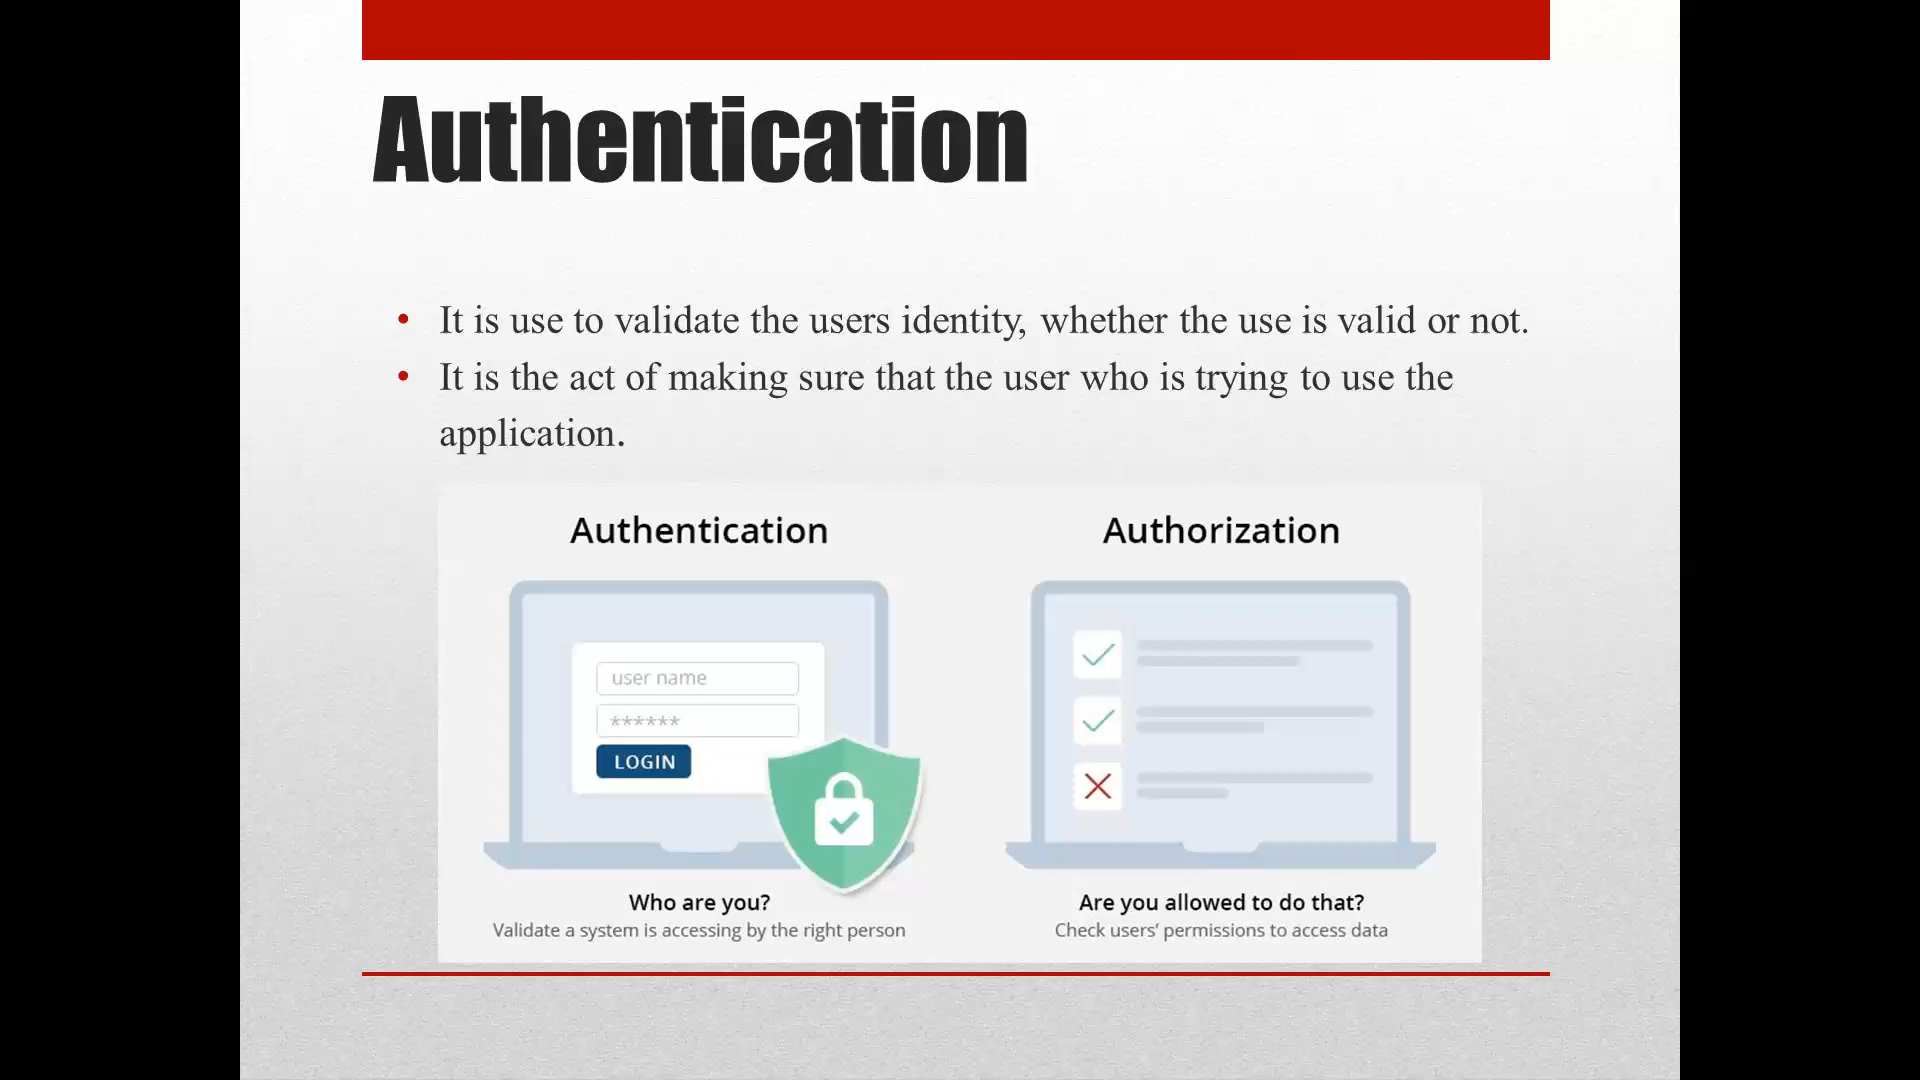 Authentication
• It is use to validate the users identity, whether the use is valid or not.
• It is the act of making sure that the user who is trying to use the
application.
Authentication
Authorization
user name
******
LOGIN
Who are you?
Validate a system is accessing by the right person
Are you allowed to do that?
Check users’ permissions to access data